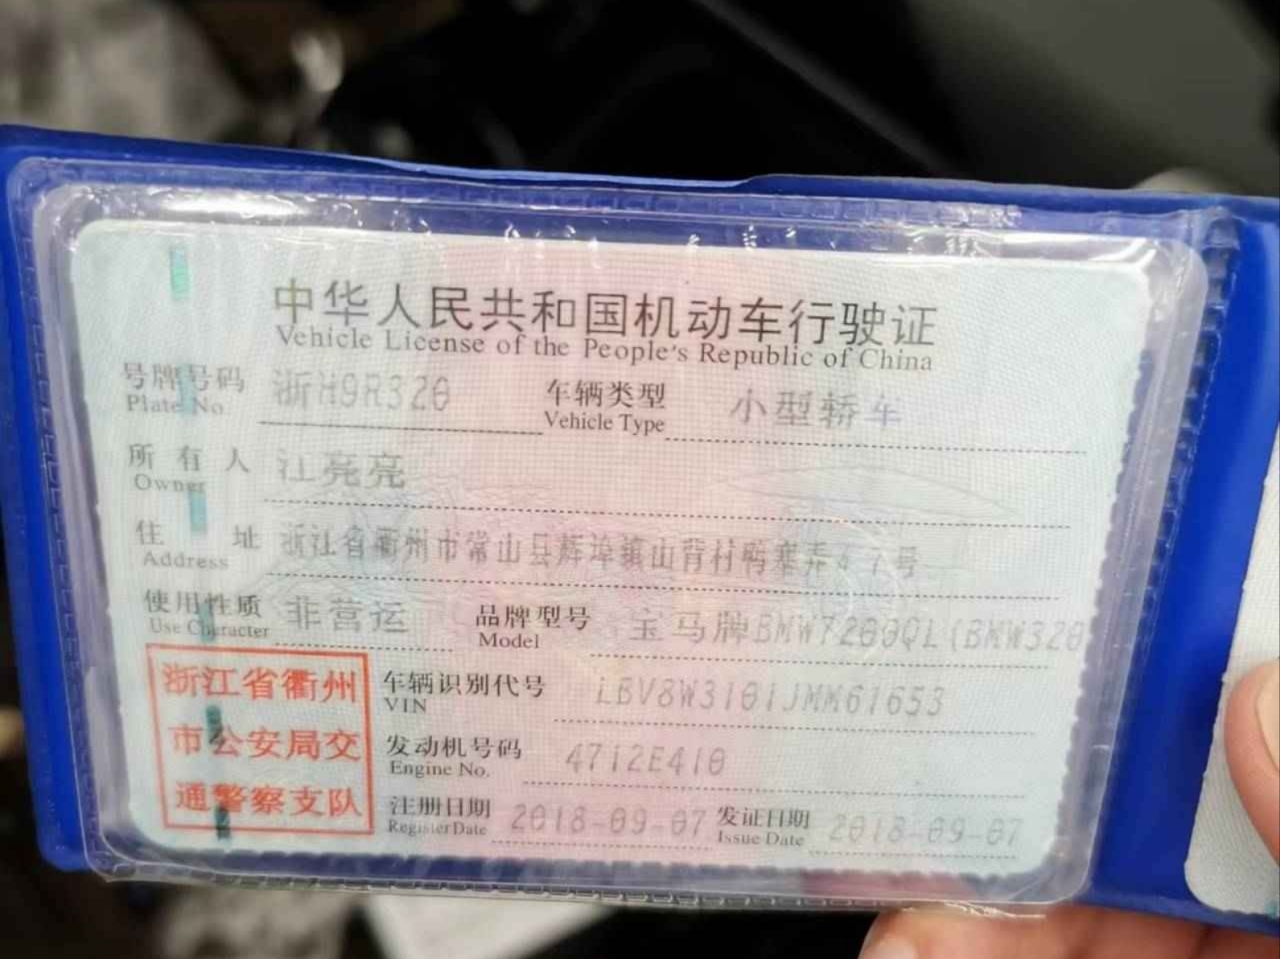 中华人民共和国机动车行驶证
Vehicle License of the People's Republic of China
号牌号码 浙H9R320 车辆类型 小型轿车
Plate No. Vehicle Type
所有人 江亮亮
Owner
住址 浙江省衢州市常山县辉埠镇山背村鸭寨弄47号
Address
使用性质 非营运 品牌型号 宝马牌BMW7200QL(BMW320
Use Character Model
浙江省衢州
市公安局交
通警察支队
车辆识别代号 LBV8W3101JMM61653
VIN
发动机号码 4712E410
Engine No.
注册日期 2018-09-07 发证日期 2018-09-07
Register Date Issue Date